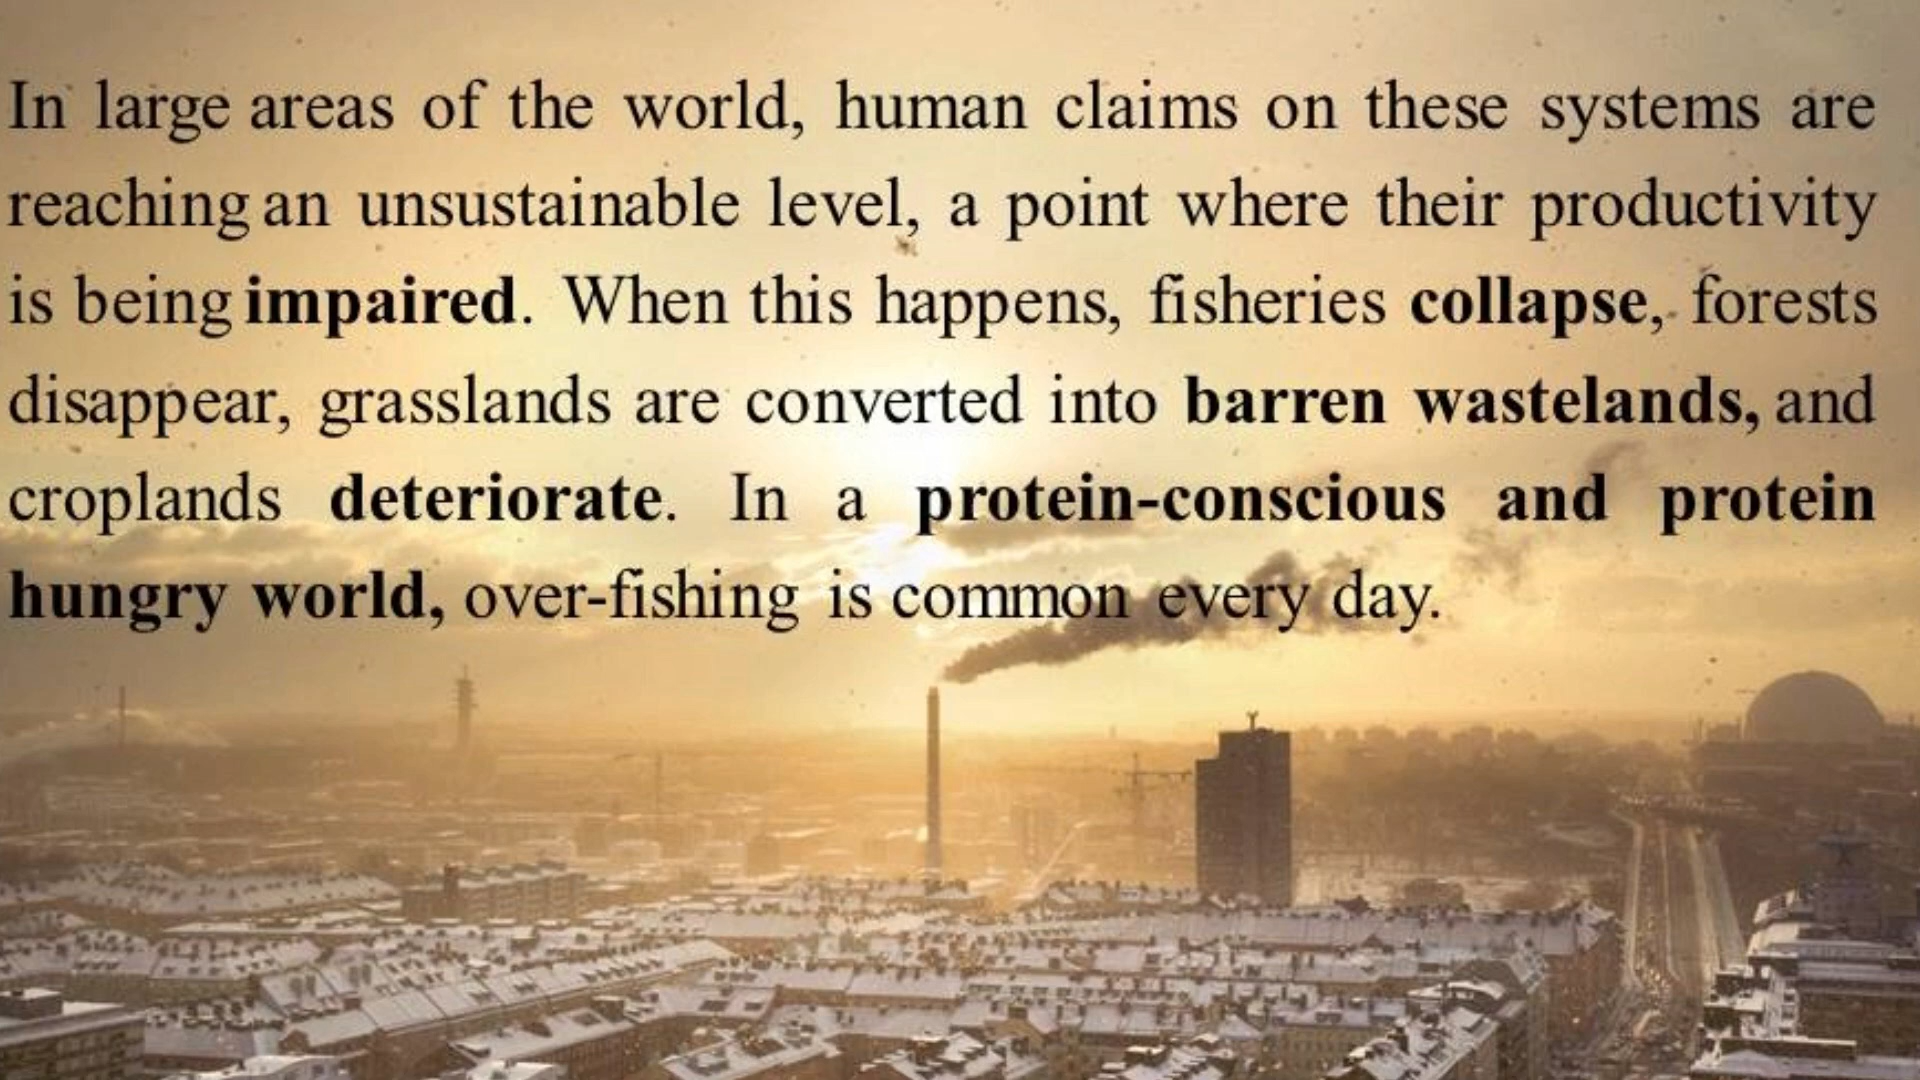 In large areas of the world, human claims on these systems are
reaching an unsustainable level, a point where their productivity
is being impaired. When this happens, fisheries collapse, forests
disappear, grasslands are converted into barren wastelands, and
croplands deteriorate. In a protein-conscious and protein
hungry world, over-fishing is common every day.